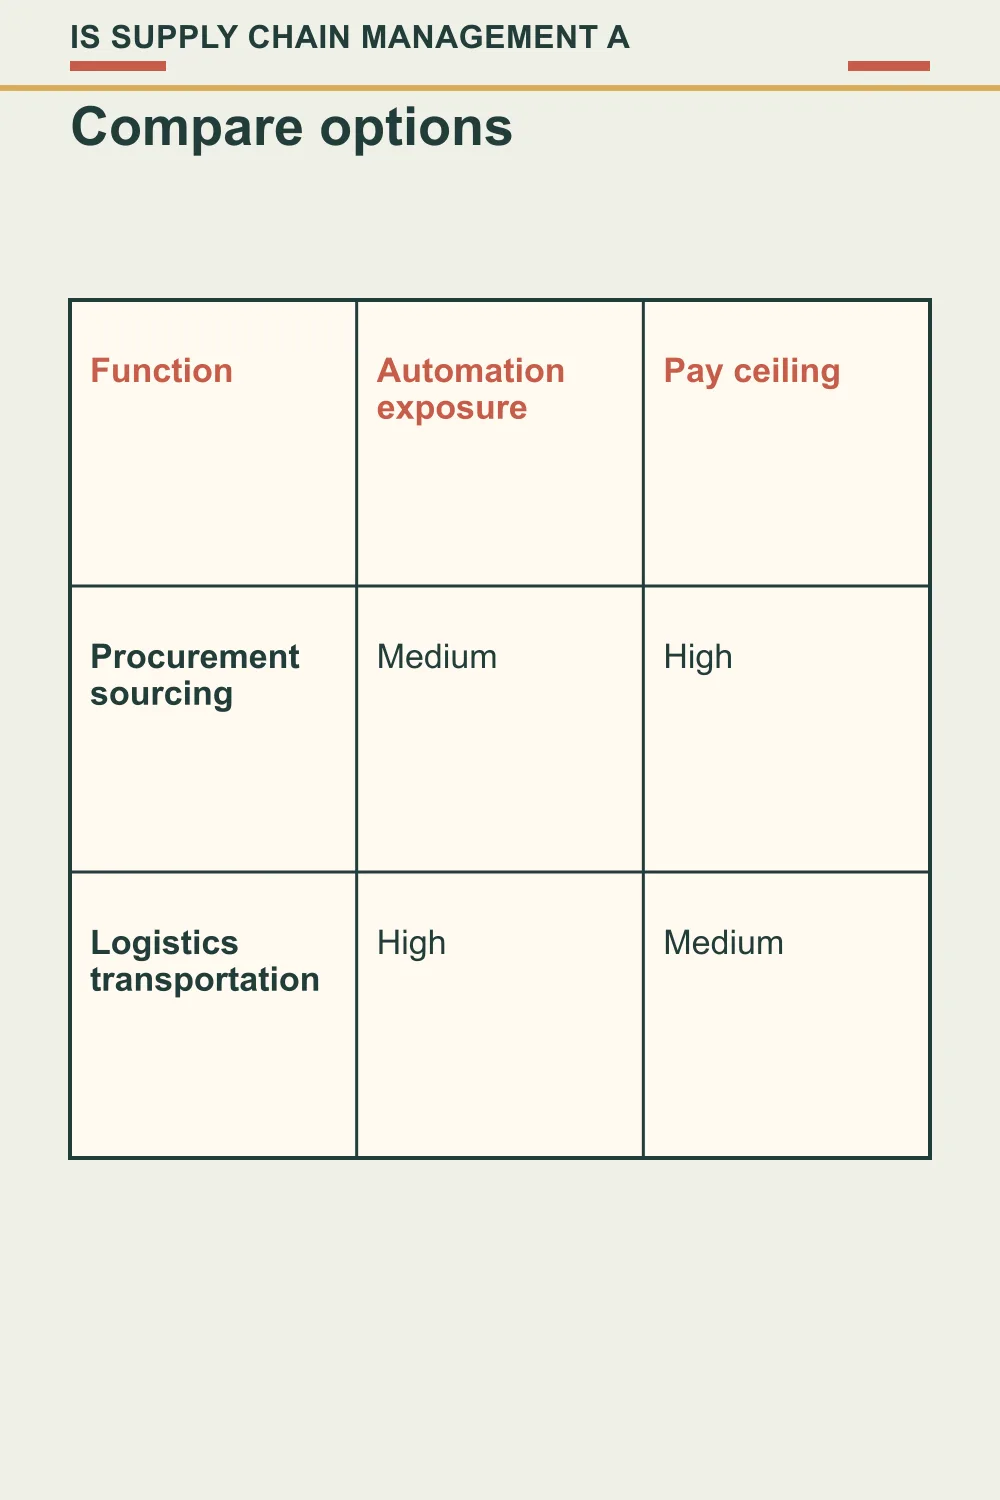 IS SUPPLY CHAIN MANAGEMENT A
Compare options
Function
Automation
exposure
Pay ceiling
Procurement
sourcing
Medium
High
Logistics
transportation
High
Medium